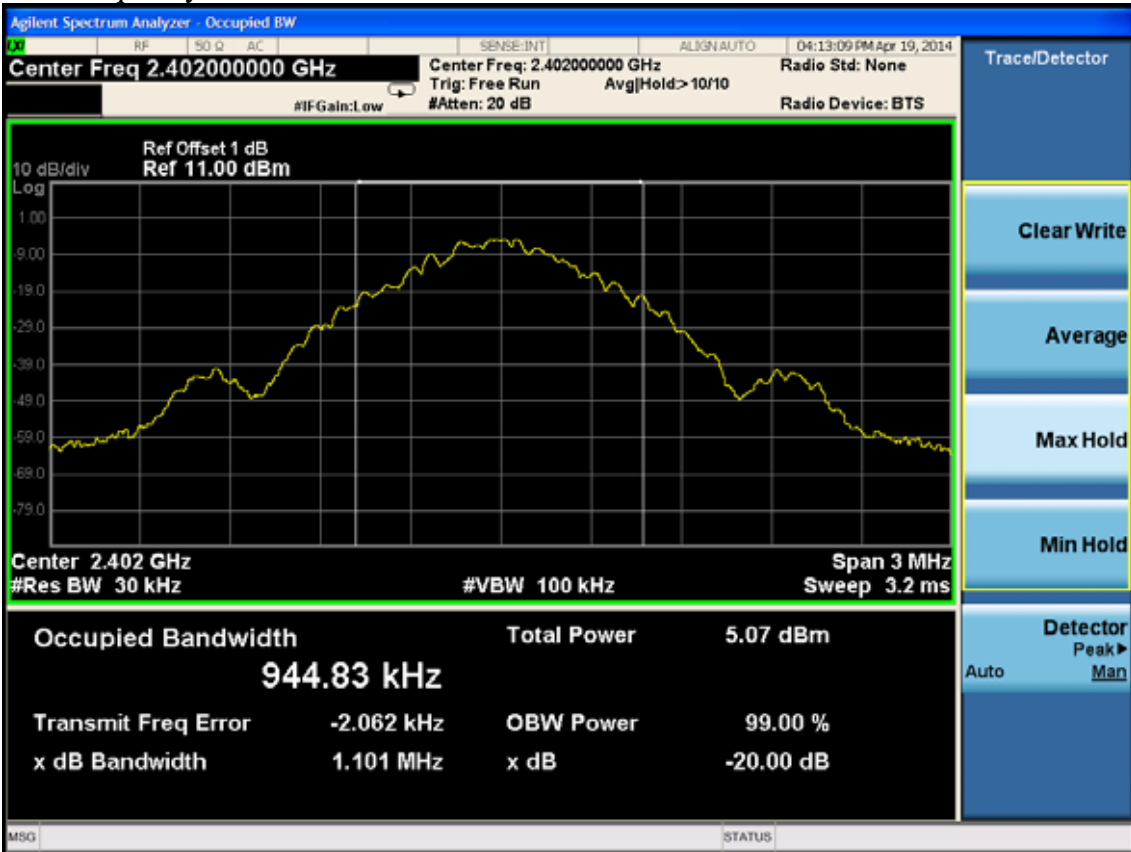 Agilent Spectrum Analyzer - Occupied BW
LXI RF 50 Ω AC SENSE:INT ALIGN AUTO 04:13:09 PM Apr 19, 2014
Center Freq 2.402000000 GHz Center Freq: 2.402000000 GHz Radio Std: None
Trig: Free Run Avg|Hold:> 10/10
#IFGain:Low #Atten: 20 dB Radio Device: BTS
Ref Offset 1 dB
10 dB/div Ref 11.00 dBm
Log
1.00
-9.00
-19.0
-29.0
-39.0
-49.0
-59.0
-69.0
-79.0
Center 2.402 GHz Span 3 MHz
#Res BW 30 kHz #VBW 100 kHz Sweep 3.2 ms
Occupied Bandwidth Total Power 5.07 dBm
944.83 kHz
Transmit Freq Error -2.062 kHz OBW Power 99.00 %
x dB Bandwidth 1.101 MHz x dB -20.00 dB
MSG STATUS
Trace/Detector
Clear Write
Average
Max Hold
Min Hold
Detector
Peak▶
Auto Man